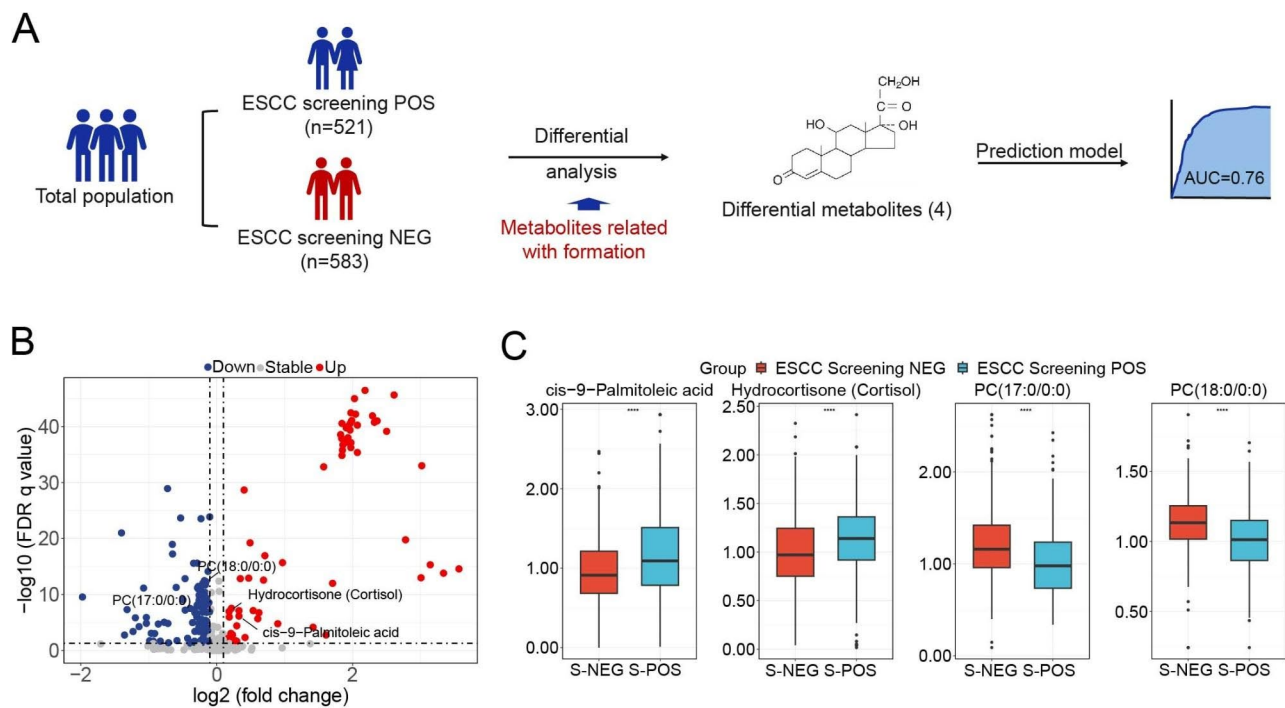 A
Total population
ESCC screening POS
(n=521)
ESCC screening NEG
(n=583)
Differential
analysis
Metabolites related
with formation
CH₂OH
C=O
HO
OH
O
Differential metabolites (4)
Prediction model
AUC=0.76
B
Down Stable Up
−log10 (FDR q value)
40
30
20
10
0
PC(18:0/0:0)
PC(17:0/0:0)
Hydrocortisone (Cortisol)
cis−9−Palmitoleic acid
−2 0 2
log2 (fold change)
C
Group ESCC Screening NEG ESCC Screening POS
cis−9−Palmitoleic acid
****
3.00
2.00
1.00
0.00
S-NEG S-POS
Hydrocortisone (Cortisol)
****
2.50
2.00
1.50
1.00
0.50
0.00
S-NEG S-POS
PC(17:0/0:0)
****
2.00
1.00
0.00
S-NEG S-POS
PC(18:0/0:0)
****
1.50
1.00
0.50
S-NEG S-POS